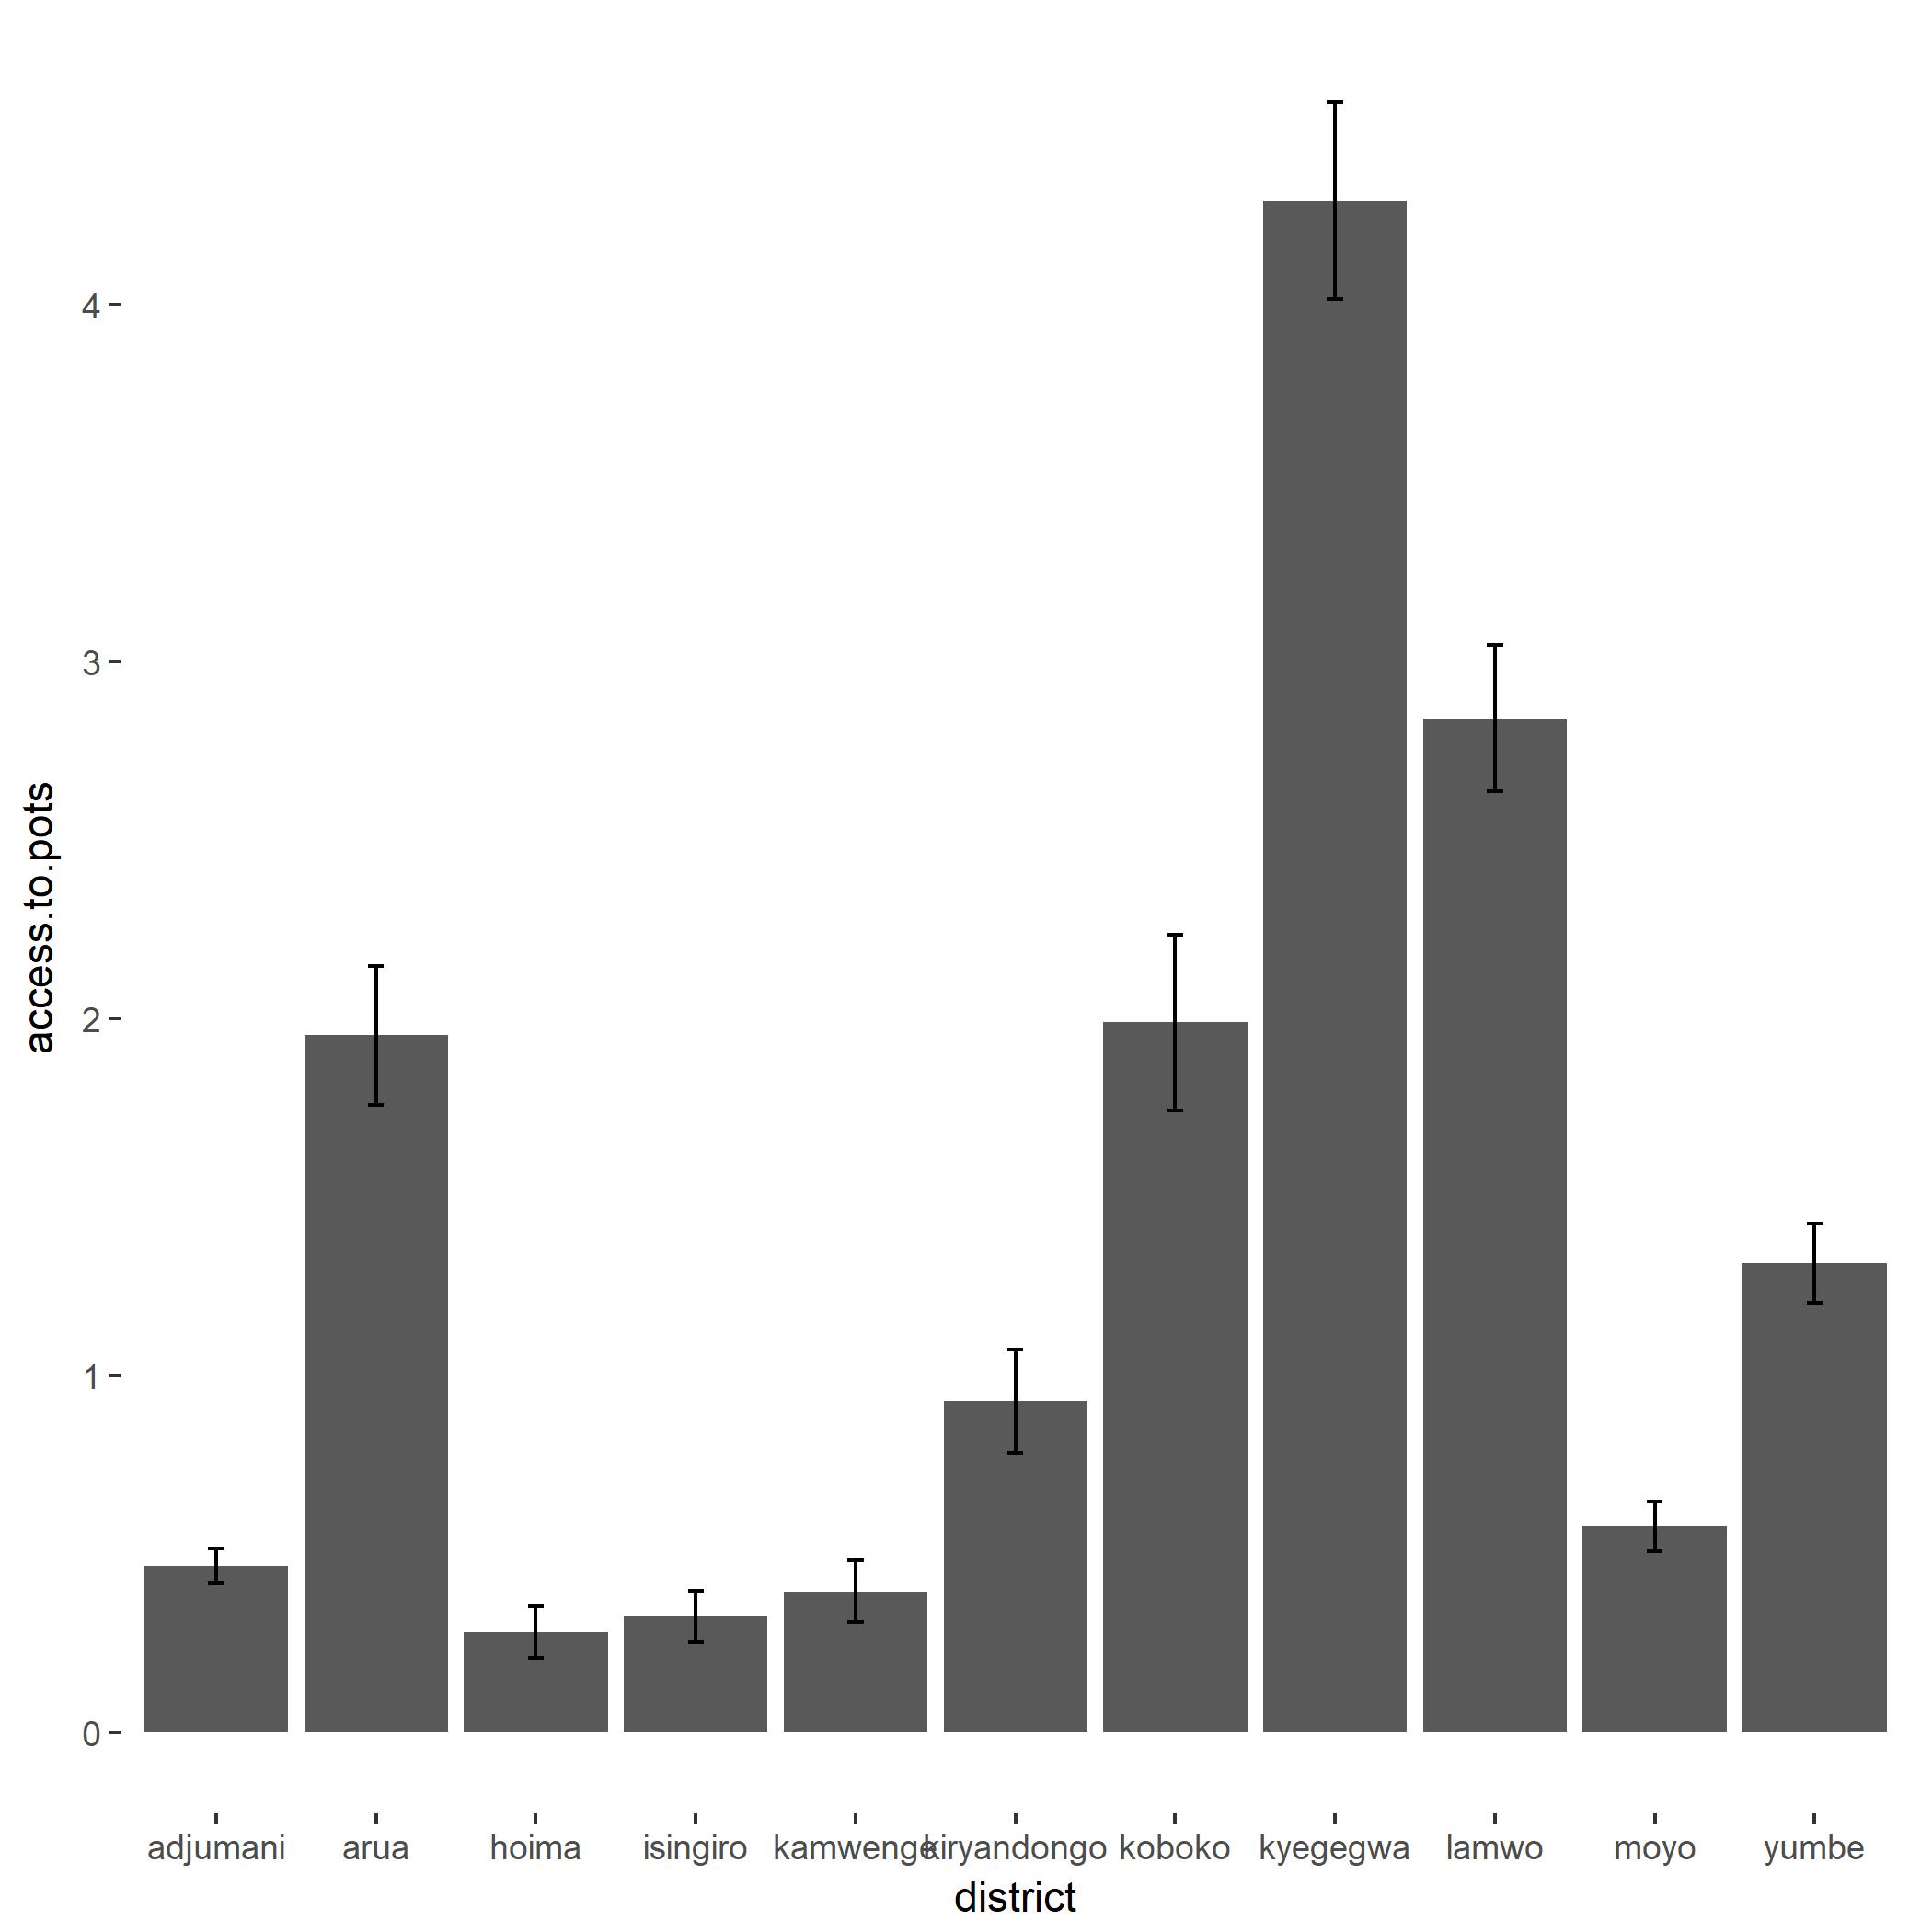 access.to.pots
4
3
2
1
0
adjumani arua hoima isingiro kamwenge kiryandongo koboko kyegegwa lamwo moyo yumbe
district